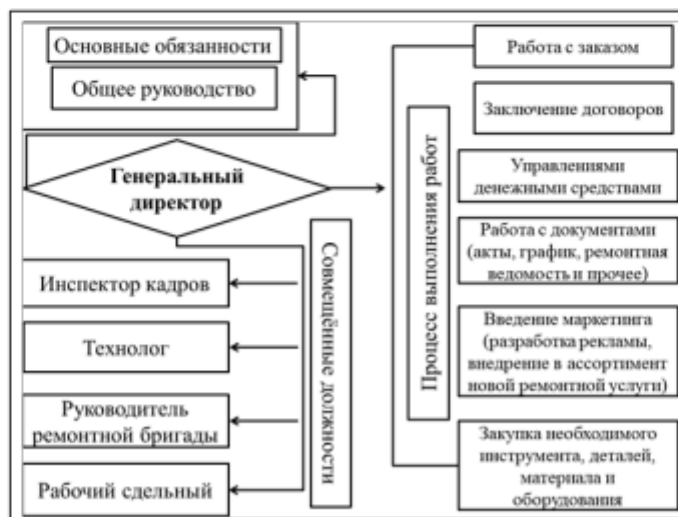 Основные обязанности
Общее руководство
Генеральный
директор
Инспектор кадров
Технолог
Руководитель
ремонтной бригады
Рабочий сдельный
Совмещённые должности
Процесс выполнения работ
Работа с заказом
Заключение договоров
Управлениями
денежными средствами
Работа с документами
(акты, график, ремонтная
ведомость и прочее)
Введение маркетинга
(разработка рекламы,
внедрение в ассортимент
новой ремонтной услуги)
Закупка необходимого
инструмента, деталей,
материала и
оборудования